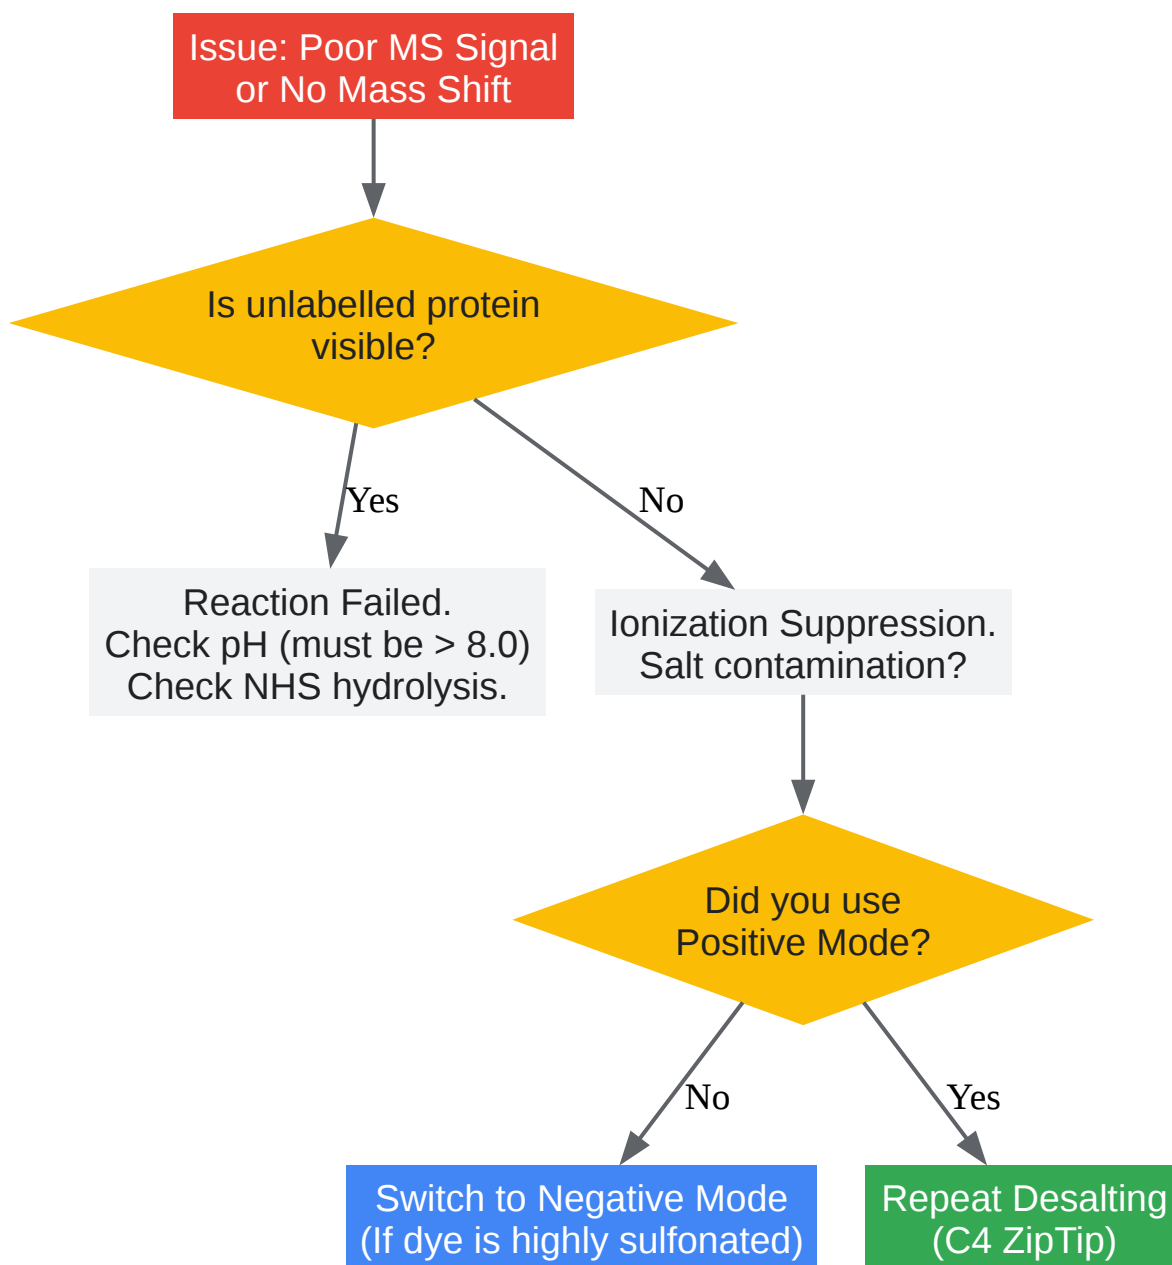 Issue: Poor MS Signal
or No Mass Shift
Is unlabelled protein
visible?
Yes
No
Reaction Failed.
Check pH (must be > 8.0)
Check NHS hydrolysis.
Ionization Suppression.
Salt contamination?
Did you use
Positive Mode?
No
Yes
Switch to Negative Mode
(If dye is highly sulfonated)
Repeat Desalting
(C4 ZipTip)